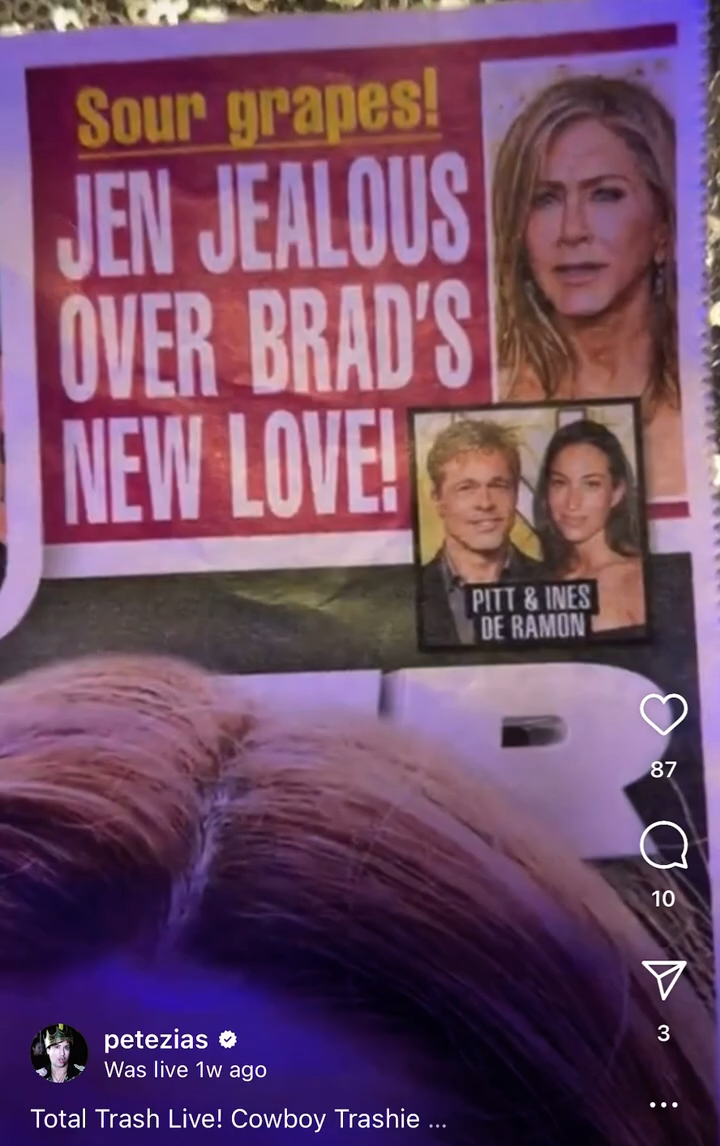 Sour grapes!
JEN JEALOUS
OVER BRAD'S
NEW LOVE!
PITT & INES
DE RAMON
R
87
10
3
petezias
Was live 1w ago
Total Trash Live! Cowboy Trashie ...